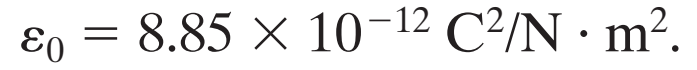 ε₀ = 8.85 × 10⁻¹² C²/N · m².